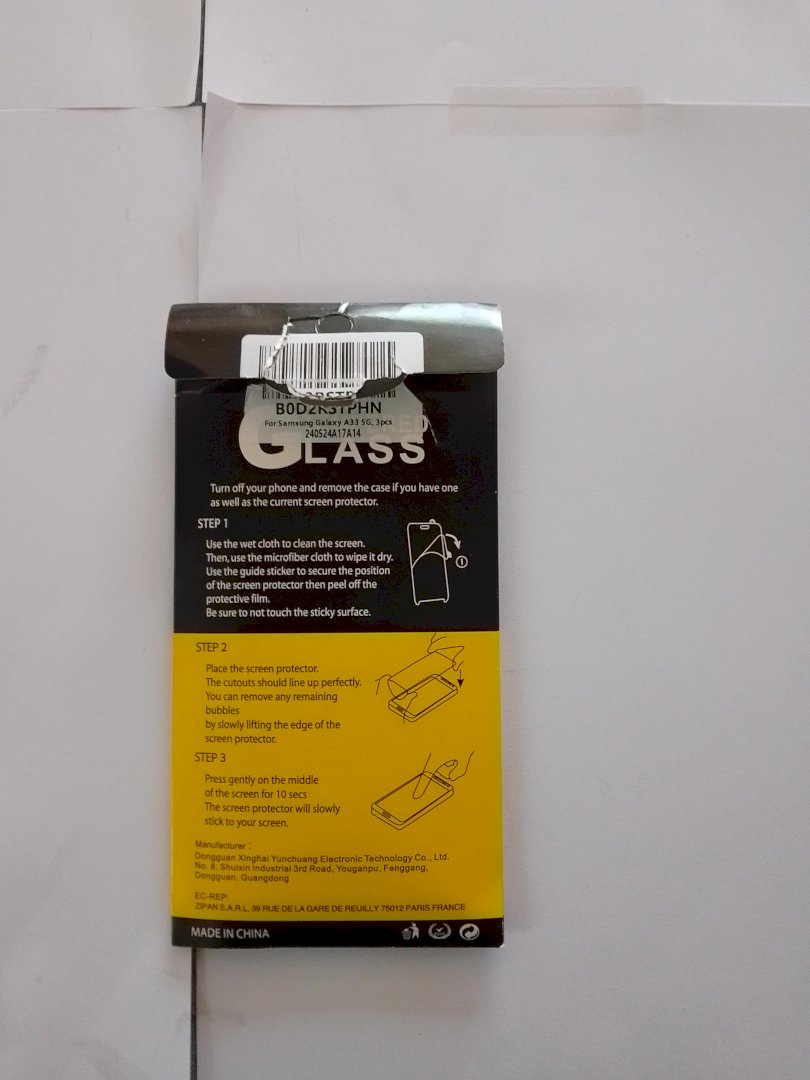 B0D2RSTPHN
For Samsung Galaxy A33 5G, 3pcs
240524A17A14
GLASS
Turn off your phone and remove the case if you have one
as well as the current screen protector.
STEP 1
Use the wet cloth to clean the screen.
Then, use the microfiber cloth to wipe it dry.
Use the guide sticker to secure the position
of the screen protector then peel off the
protective film.
Be sure to not touch the sticky surface.
STEP 2
Place the screen protector.
The cutouts should line up perfectly.
You can remove any remaining
bubbles
by slowly lifting the edge of the
screen protector.
STEP 3
Press gently on the middle
of the screen for 10 secs
The screen protector will slowly
stick to your screen.
Manufacturer :
Dongguan Xinghai Yunchuang Electronic Technology Co., Ltd.
No. 8, Shuixin Industrial 3rd Road, Youganpu, Fenggang,
Dongguan, Guangdong
EC-REP:
ZIPAN S.A.R.L, 39 RUE DE LA GARE DE REUILLY 75012 PARIS FRANCE
MADE IN CHINA